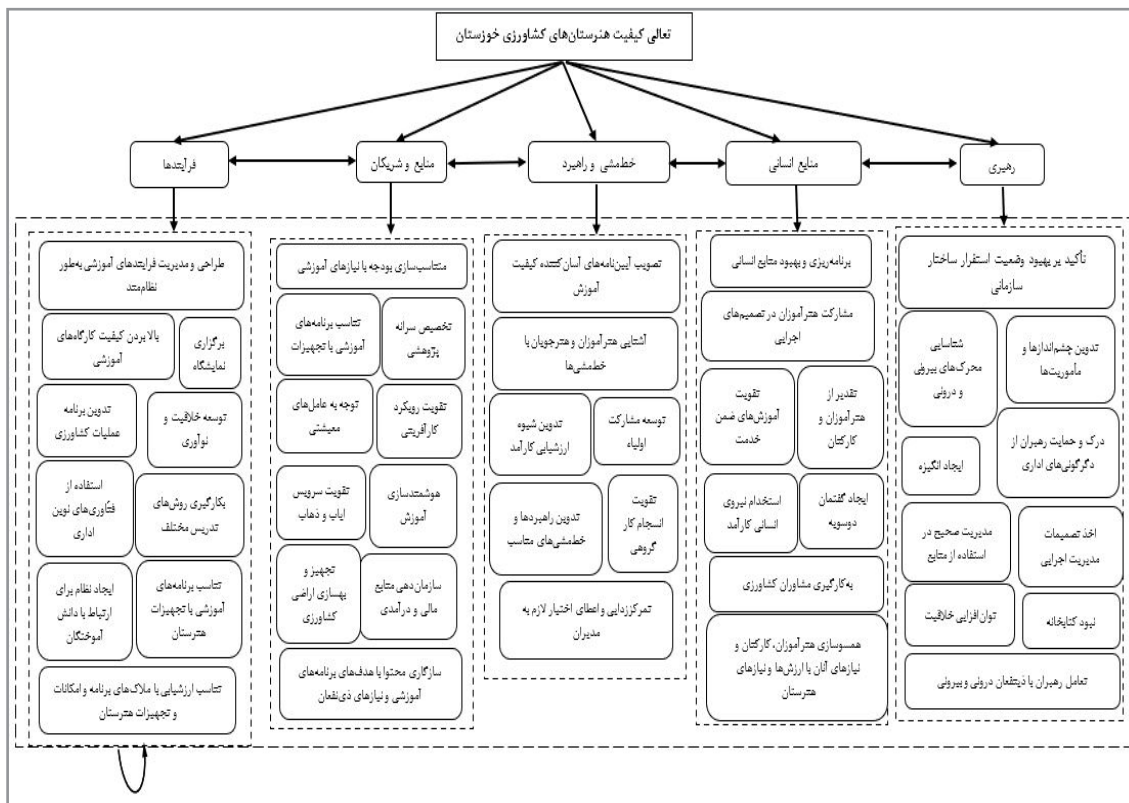 تعالی کیفیت هنرستان‌های کشاورزی خوزستان
رهبری
منابع انسانی
خط‌مشی و راهبرد
منابع و شریکان
فرآیندها
تأکید بر بهبود وضعیت استقرار ساختار
سازمانی
تدوین چشم‌اندازها و
مأموریت‌ها
شناسایی
محرک‌های بیرونی
و درونی
درک و حمایت رهبران از
دگرگونی‌های اداری
ایجاد انگیزه
اخذ تصمیمات
مدیریت اجرایی
مدیریت صحیح در
استفاده از منابع
نبود کتابخانه
توان‌افزایی خلاقیت
تعامل رهبران با ذینفعان درونی و بیرونی
برنامه‌ریزی و بهبود منابع انسانی
مشارکت هنرآموزان در تصمیم‌های
اجرایی
تقدیر از
هنرآموزان و
کارکنان
تقویت
آموزش‌های ضمن
خدمت
ایجاد گفتمان
دوسویه
استخدام نیروی
انسانی کارآمد
به‌کارگیری مشاوران کشاورزی
همسوسازی هنرآموزان، کارکنان و
نیازهای آنان با ارزش‌ها و نیازهای
هنرستان
تصویب آیین‌نامه‌های آسان‌کننده کیفیت
آموزش
آشنایی هنرآموزان و هنرجویان با
خط‌مشی‌ها
توسعه مشارکت
اولیاء
تدوین شیوه
ارزشیابی کارآمد
تقویت
انسجام کار
گروهی
تدوین راهبردها و
خط‌مشی‌های مناسب
تمرکززدایی و اعطای اختیار لازم به
مدیران
متناسب‌سازی بودجه با نیازهای آموزشی
تخصیص سرانه
پژوهشی
تناسب برنامه‌های
آموزشی با تجهیزات
تقویت رویکرد
کارآفرینی
توجه به عامل‌های
معیشتی
هوشمندسازی
آموزش
تقویت سرویس
ایاب و ذهاب
سازمان‌دهی منابع
مالی و درآمدی
تجهیز و
بهسازی اراضی
کشاورزی
سازگاری محتوا با هدف‌های برنامه‌های
آموزشی و نیازهای ذی‌نفعان
طراحی و مدیریت فرایندهای آموزشی به‌طور
نظام‌مند
برگزاری
نمایشگاه
بالا بردن کیفیت کارگاه‌های
آموزشی
توسعه خلاقیت و
نوآوری
تدوین برنامه
عملیات کشاورزی
بکارگیری روش‌های
تدریس مختلف
استفاده از
فنّاوری‌های نوین
اداری
تناسب برنامه‌های
آموزشی با تجهیزات
هنرستان
ایجاد نظام برای
ارتباط با دانش
آموختگان
تناسب ارزشیابی با ملاک‌های برنامه و امکانات
و تجهیزات هنرستان